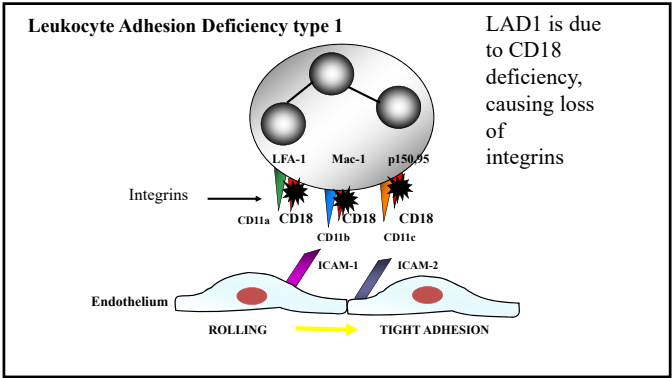 Leukocyte Adhesion Deficiency type 1
LAD1 is due
to CD18
deficiency,
causing loss
of
integrins
LFA-1 Mac-1 p150,95
Integrins
CD11a CD18 CD11b CD18 CD11c CD18
ICAM-1 ICAM-2
Endothelium
ROLLING TIGHT ADHESION